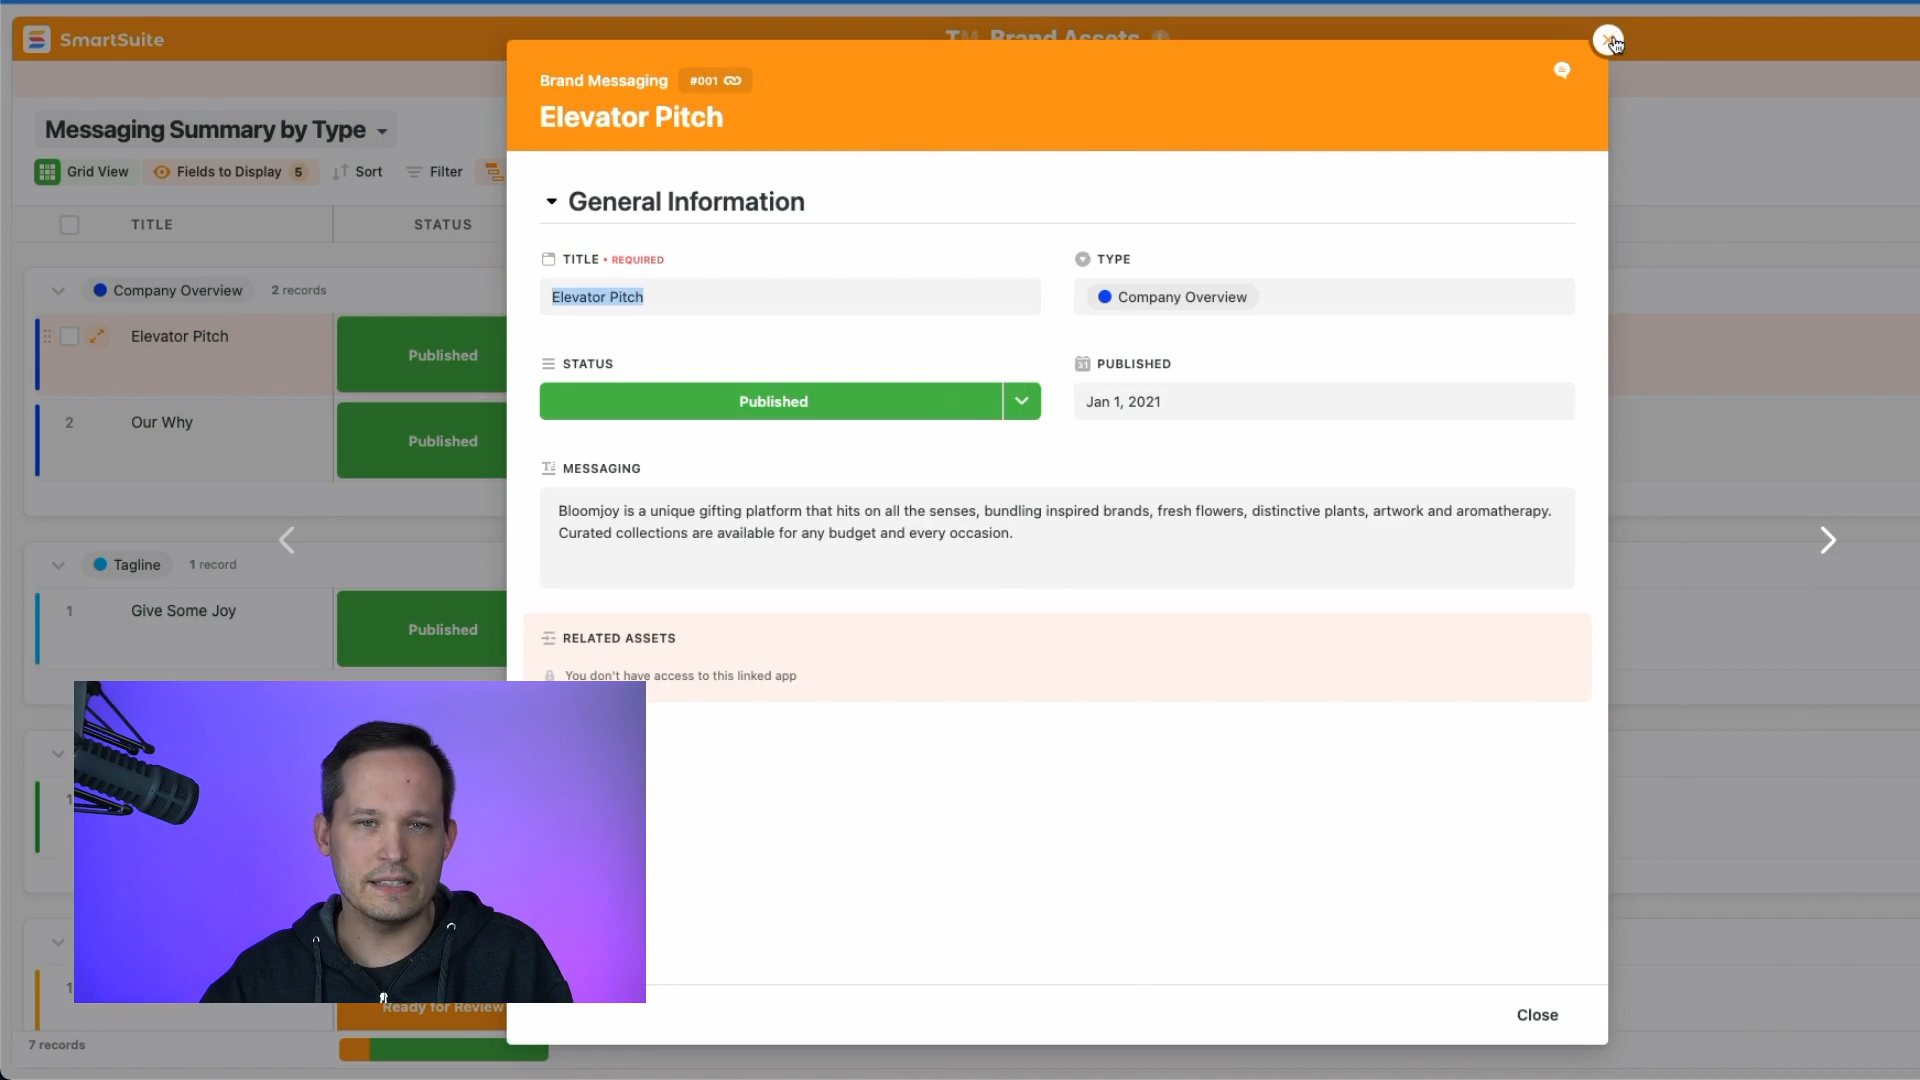 SmartSuite
Brand Assets
Messaging Summary by Type
Grid View
Fields to Display 5
Sort
Filter
TITLE
STATUS
Company Overview
2 records
Elevator Pitch
Published
2
Our Why
Published
Tagline
1 record
1
Give Some Joy
Published
1
1
Ready for Review
7 records
Brand Messaging
#001
Elevator Pitch
General Information
TITLE • REQUIRED
Elevator Pitch
TYPE
Company Overview
STATUS
Published
PUBLISHED
31
Jan 1, 2021
MESSAGING
Bloomjoy is a unique gifting platform that hits on all the senses, bundling inspired brands, fresh flowers, distinctive plants, artwork and aromatherapy.
Curated collections are available for any budget and every occasion.
RELATED ASSETS
You don't have access to this linked app
Close